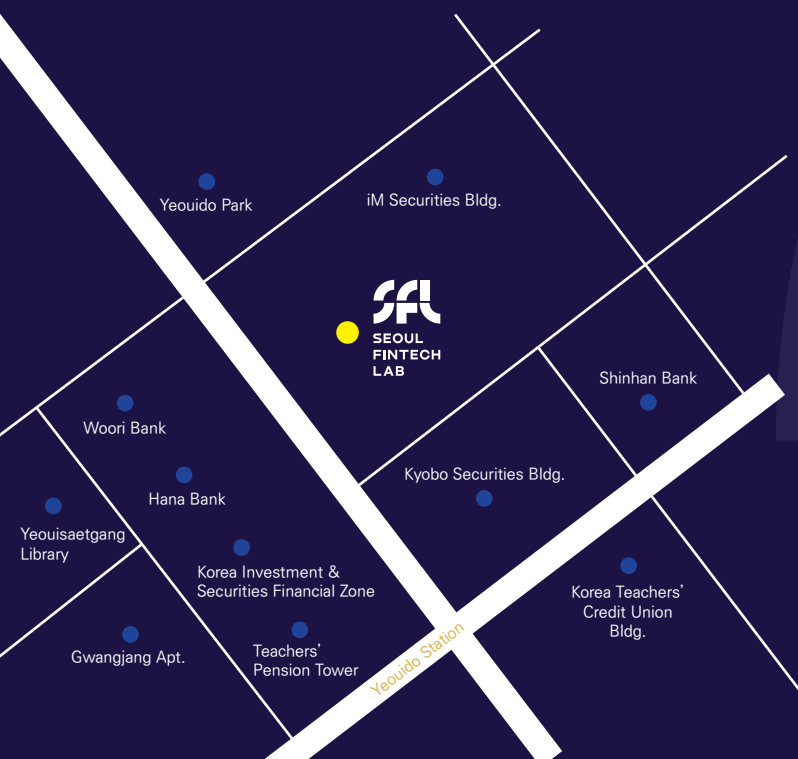 Yeouido Park
iM Securities Bldg.
SFL
SEOUL
FINTECH
LAB
Shinhan Bank
Woori Bank
Kyobo Securities Bldg.
Hana Bank
Yeouisaetgang
Library
Korea Investment &
Securities Financial Zone
Korea Teachers'
Credit Union
Bldg.
Gwangjang Apt.
Teachers'
Pension Tower
Yeouido Station